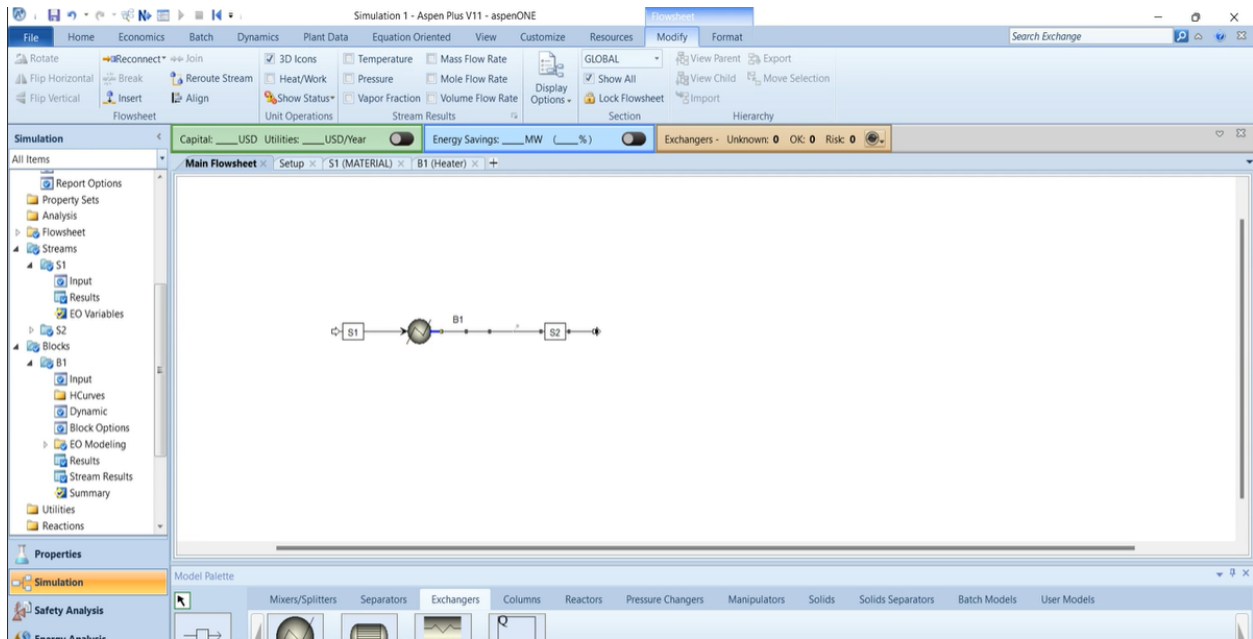 Simulation 1 - Aspen Plus V11 - aspenONE
Flowsheet
File Home Economics Batch Dynamics Plant Data Equation Oriented View Customize Resources Modify Format Search Exchange
Rotate Reconnect Join 3D Icons Temperature Mass Flow Rate GLOBAL View Parent Export
Flip Horizontal Break Reroute Stream Heat/Work Pressure Mole Flow Rate Display Options Show All View Child Move Selection
Flip Vertical Insert Align Show Status Vapor Fraction Volume Flow Rate Lock Flowsheet Import
Flowsheet Unit Operations Stream Results Section Hierarchy
Simulation Capital: ____USD Utilities: ____USD/Year Energy Savings: ____MW (____%) Exchangers - Unknown: 0 OK: 0 Risk: 0
All Items Main Flowsheet Setup S1 (MATERIAL) B1 (Heater) +
Report Options
Property Sets
Analysis
Flowsheet
Streams
S1
Input
Results
EO Variables
S2
Blocks
B1
Input
HCurves
Dynamic
Block Options
EO Modeling
Results
Stream Results
Summary
Utilities
Reactions
B1
S1 S2
Properties
Simulation
Safety Analysis
Energy Analysis
Model Palette
Mixers/Splitters Separators Exchangers Columns Reactors Pressure Changers Manipulators Solids Solids Separators Batch Models User Models
Q